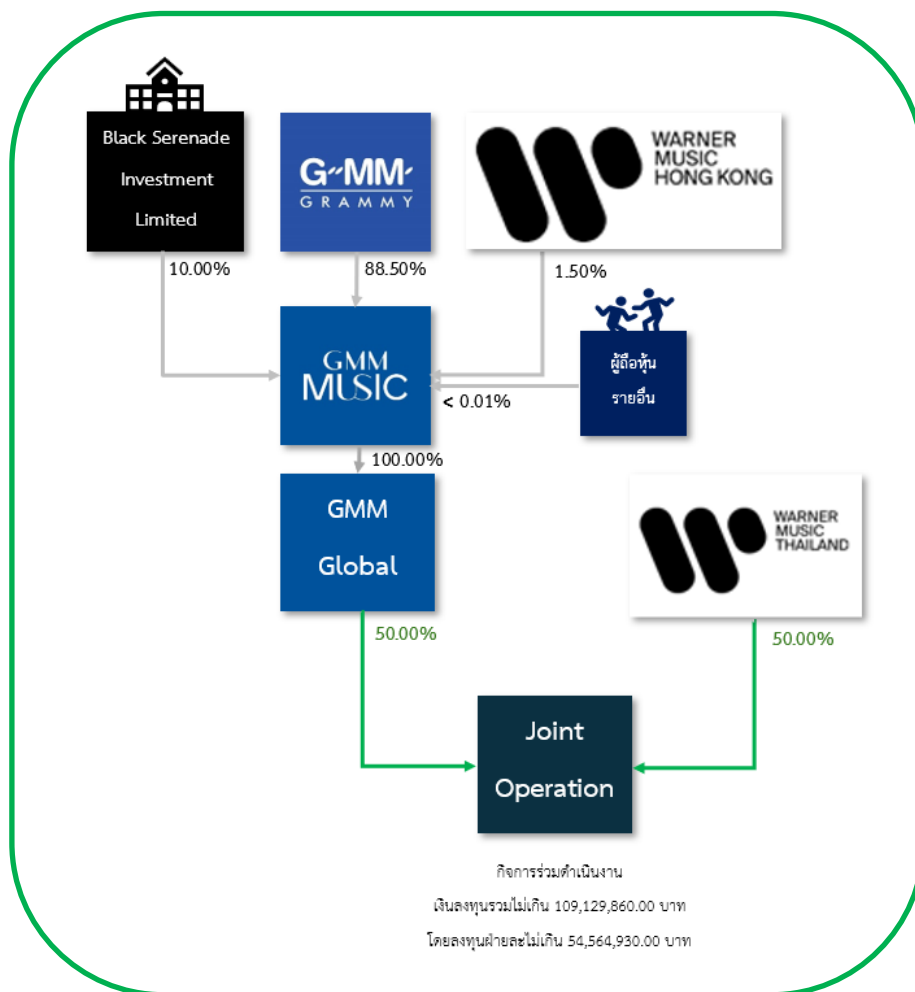 Black Serenade
Investment
Limited
G-MM-
GRAMMY
WARNER
MUSIC
HONG KONG
10.00%
88.50%
1.50%
GMM
MUSIC
ผู้ถือหุ้น
รายอื่น
< 0.01%
100.00%
GMM
Global
WARNER
MUSIC
THAILAND
50.00%
50.00%
Joint
Operation
กิจการร่วมดำเนินงาน
เงินลงทุนรวมไม่เกิน 109,129,860.00 บาท
โดยลงทุนฝ่ายละไม่เกิน 54,564,930.00 บาท